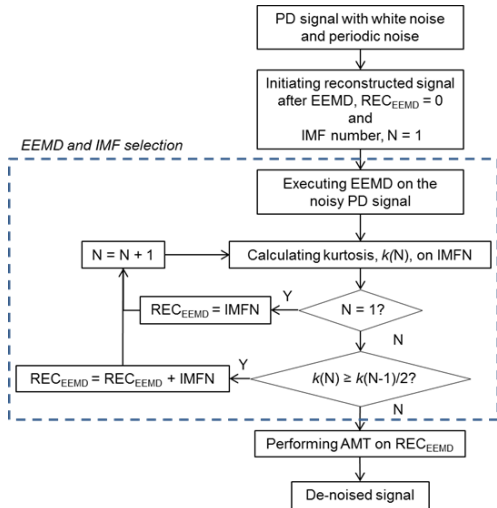 PD signal with white noise
and periodic noise
Initiating reconstructed signal
after EEMD, REC_EEMD = 0
and
IMF number, N = 1
EEMD and IMF selection
Executing EEMD on the
noisy PD signal
N = N + 1
Calculating kurtosis, k(N), on IMFN
REC_EEMD = IMFN
Y
N = 1?
N
REC_EEMD = REC_EEMD + IMFN
Y
k(N) ≥ k(N-1)/2?
N
Performing AMT on REC_EEMD
De-noised signal